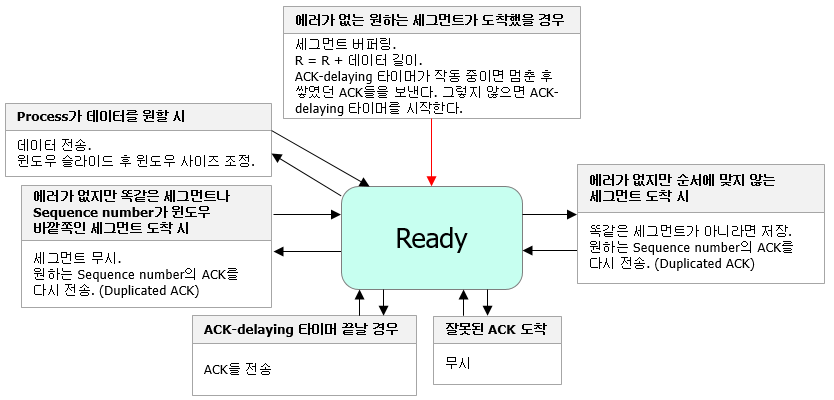 에러가 없는 원하는 세그먼트가 도착했을 경우
세그먼트 버퍼링.
R = R + 데이터 길이.
ACK-delaying 타이머가 작동 중이면 멈춘 후
쌓였던 ACK들을 보낸다. 그렇지 않으면 ACK-
delaying 타이머를 시작한다.
Process가 데이터를 원할 시
데이터 전송.
윈도우 슬라이드 후 윈도우 사이즈 조정.
에러가 없지만 똑같은 세그먼트나
Sequence number가 윈도우
바깥쪽인 세그먼트 도착 시
세그먼트 무시.
원하는 Sequence number의 ACK를
다시 전송. (Duplicated ACK)
Ready
에러가 없지만 순서에 맞지 않는
세그먼트 도착 시
똑같은 세그먼트가 아니라면 저장.
원하는 Sequence number의 ACK를
다시 전송. (Duplicated ACK)
ACK-delaying 타이머 끝날 경우
ACK들 전송
잘못된 ACK 도착
무시